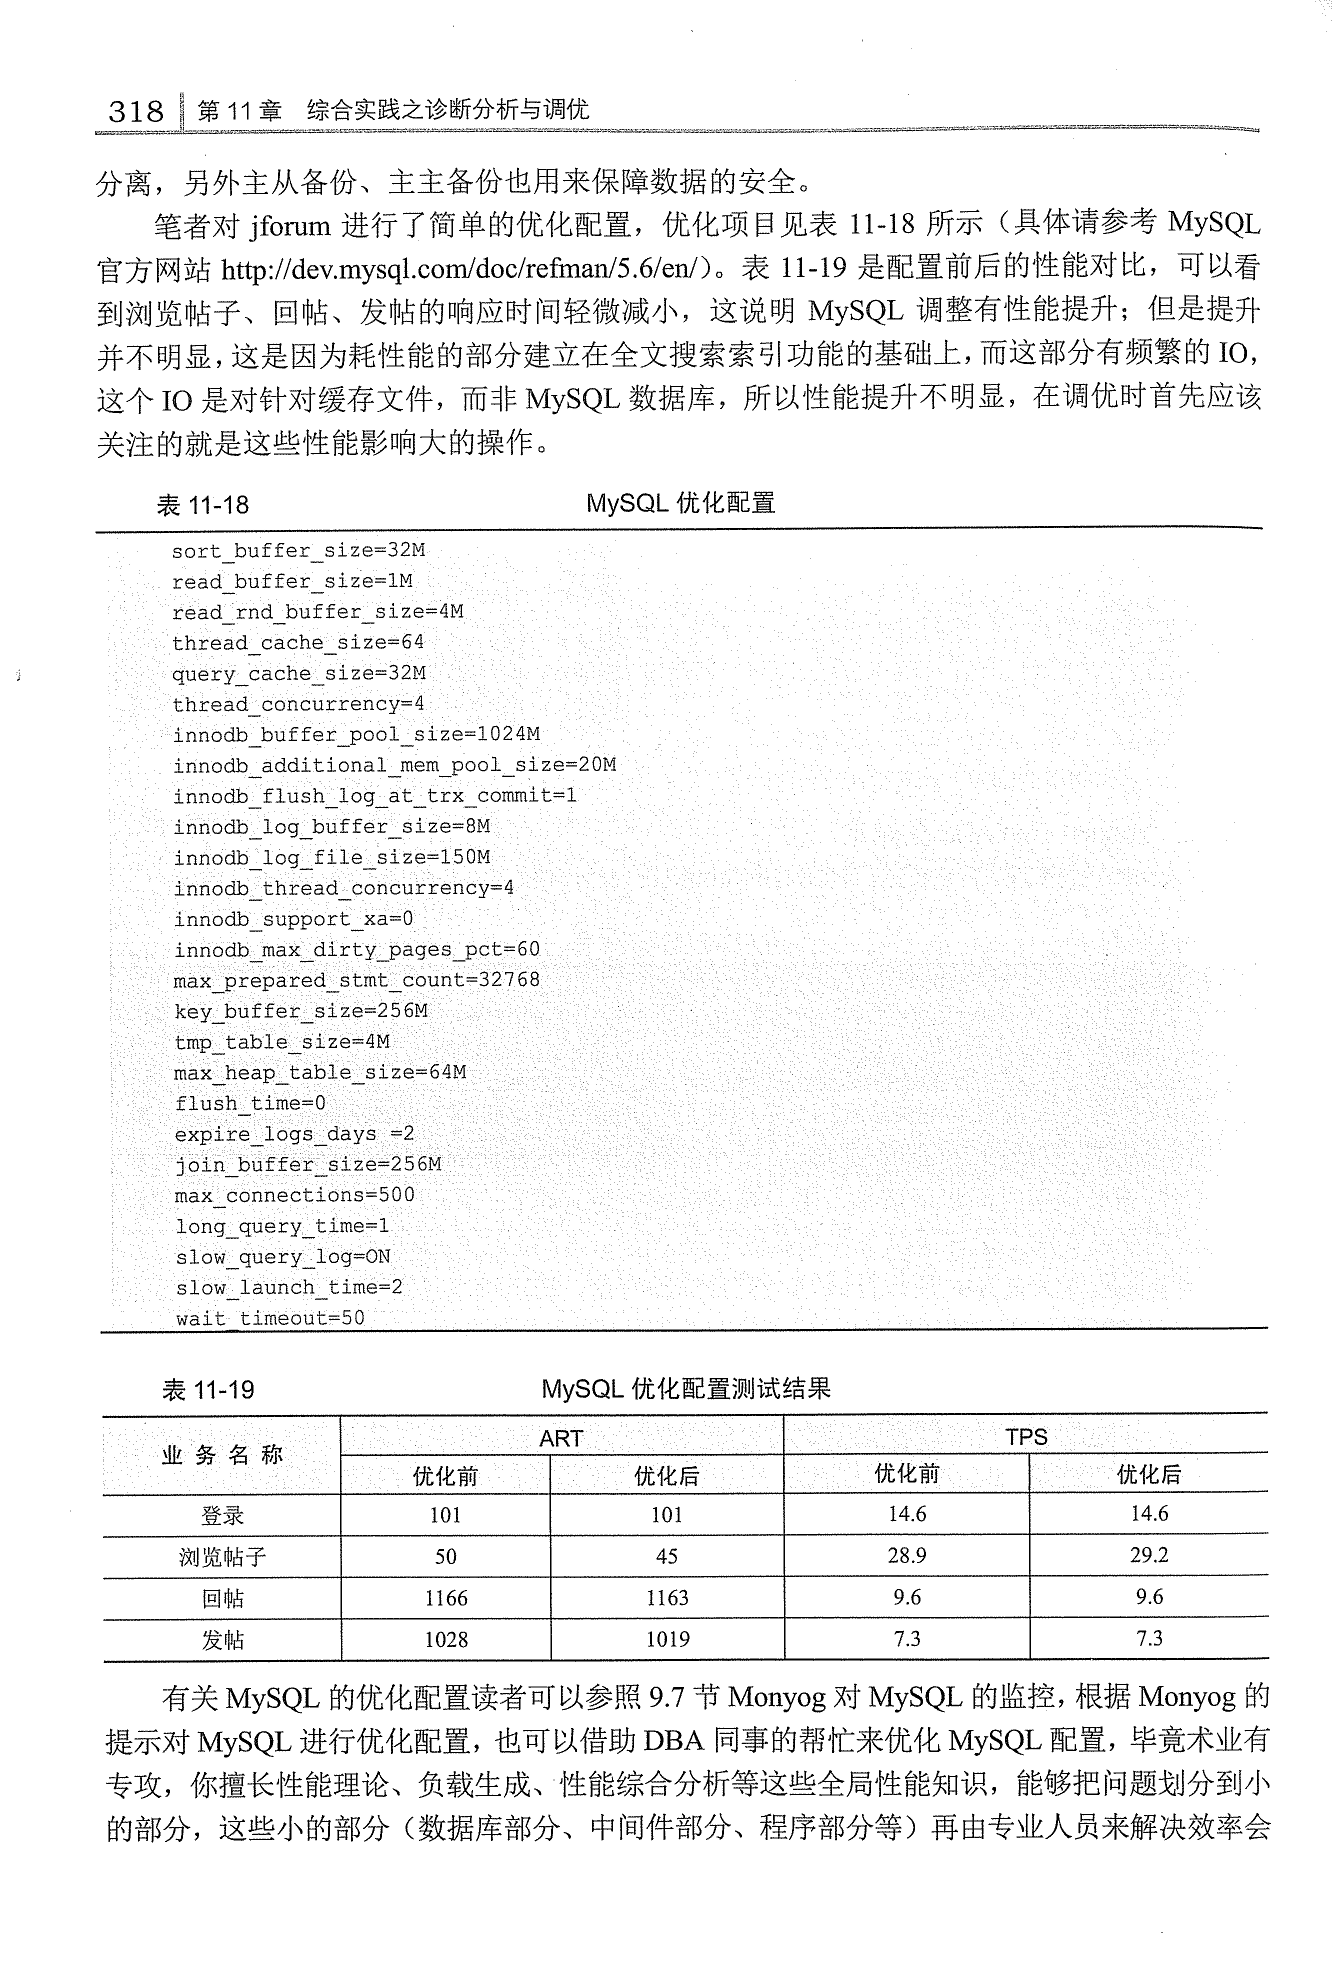 318 第 11 章 综合实践之诊断分析与调优
分离，另外主从备份、主主备份也用来保障数据的安全。
笔者对 jforum 进行了简单的优化配置，优化项目见表 11-18 所示（具体请参考 MySQL
官方网站 http://dev.mysql.com/doc/refman/5.6/en/）。表 11-19 是配置前后的性能对比，可以看
到浏览帖子、回帖、发帖的响应时间轻微减小，这说明 MySQL 调整有性能提升；但是提升
并不明显，这是因为耗性能的部分建立在全文搜索索引功能的基础上，而这部分有频繁的 IO，
这个 IO 是对针对缓存文件，而非 MySQL 数据库，所以性能提升不明显，在调优时首先应该
关注的就是这些性能影响大的操作。
表 11-18 MySQL 优化配置
sort_buffer_size=32M
read_buffer_size=1M
read_rnd_buffer_size=4M
thread_cache_size=64
query_cache_size=32M
thread_concurrency=4
innodb_buffer_pool_size=1024M
innodb_additional_mem_pool_size=20M
innodb_flush_log_at_trx_commit=1
innodb_log_buffer_size=8M
innodb_log_file_size=150M
innodb_thread_concurrency=4
innodb_support_xa=0
innodb_max_dirty_pages_pct=60
max_prepared_stmt_count=32768
key_buffer_size=256M
tmp_table_size=4M
max_heap_table_size=64M
flush_time=0
expire_logs_days =2
join_buffer_size=256M
max_connections=500
long_query_time=1
slow_query_log=ON
slow_launch_time=2
wait_timeout=50
表 11-19 MySQL 优化配置测试结果
业 务 名 称 ART TPS
优化前 优化后 优化前 优化后
登录 101 101 14.6 14.6
浏览帖子 50 45 28.9 29.2
回帖 1166 1163 9.6 9.6
发帖 1028 1019 7.3 7.3
有关 MySQL 的优化配置读者可以参照 9.7 节 Monyog 对 MySQL 的监控，根据 Monyog 的
提示对 MySQL 进行优化配置，也可以借助 DBA 同事的帮忙来优化 MySQL 配置，毕竟术业有
专攻，你擅长性能理论、负载生成、性能综合分析等这些全局性能知识，能够把问题划分到小
的部分，这些小的部分（数据库部分、中间件部分、程序部分等）再由专业人员来解决效率会